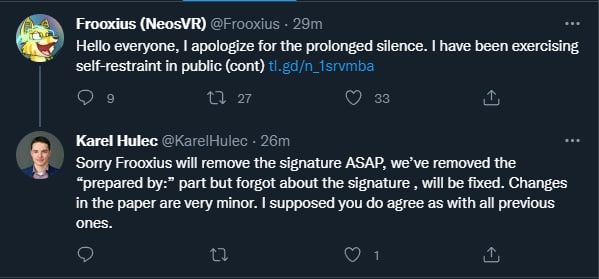 Frooxius (NeosVR) @Frooxius · 29m
Hello everyone, I apologize for the prolonged silence. I have been exercising
self-restraint in public (cont) tl.gd/n_1srvmba
9 27 33
Karel Hulec @KarelHulec · 26m
Sorry Frooxius will remove the signature ASAP, we’ve removed the
“prepared by:” part but forgot about the signature , will be fixed. Changes
in the paper are very minor. I supposed you do agree as with all previous
ones.
1